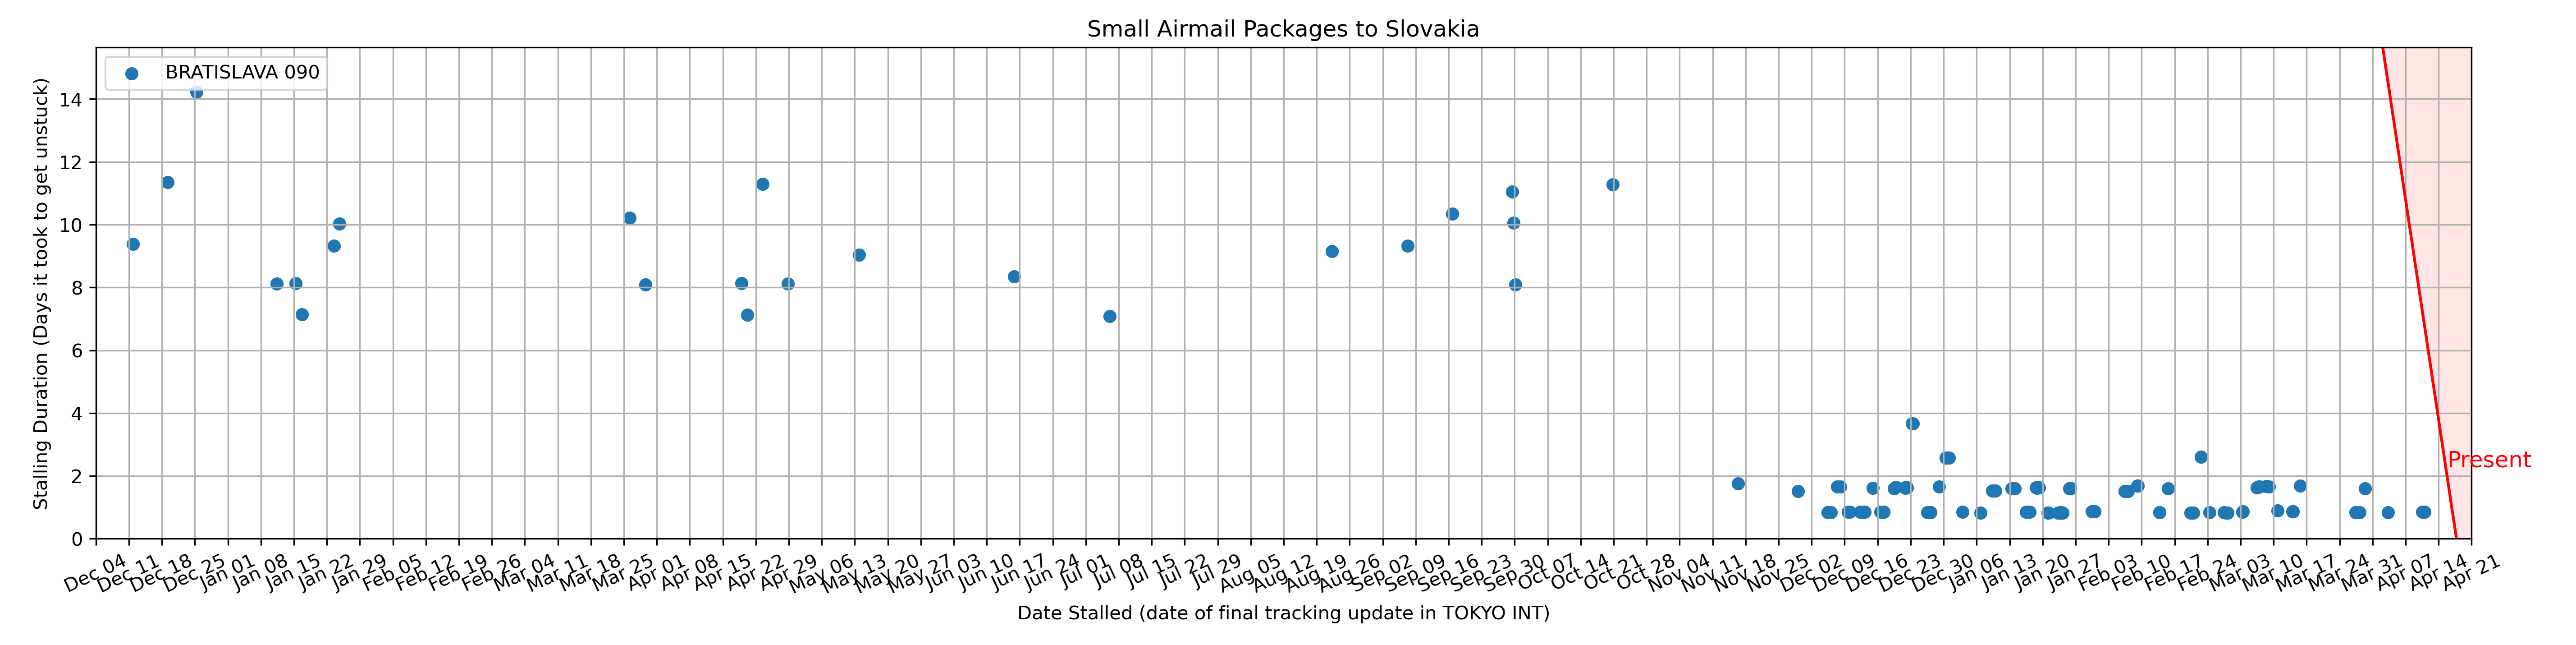 Small Airmail Packages to Slovakia
BRATISLAVA 090
Stalling Duration (Days it took to get unstuck)
14
12
10
8
6
4
2
0
Present
Dec 04
Dec 11
Dec 18
Dec 25
Jan 01
Jan 08
Jan 15
Jan 22
Jan 29
Feb 05
Feb 12
Feb 19
Feb 26
Mar 04
Mar 11
Mar 18
Mar 25
Apr 01
Apr 08
Apr 15
Apr 22
Apr 29
May 06
May 13
May 20
May 27
Jun 03
Jun 10
Jun 17
Jun 24
Jul 01
Jul 08
Jul 15
Jul 22
Jul 29
Aug 05
Aug 12
Aug 19
Aug 26
Sep 02
Sep 09
Sep 16
Sep 23
Sep 30
Oct 07
Oct 14
Oct 21
Oct 28
Nov 04
Nov 11
Nov 18
Nov 25
Dec 02
Dec 09
Dec 16
Dec 23
Dec 30
Jan 06
Jan 13
Jan 20
Jan 27
Feb 03
Feb 10
Feb 17
Feb 24
Mar 03
Mar 10
Mar 17
Mar 24
Mar 31
Apr 07
Apr 14
Apr 21
Date Stalled (date of final tracking update in TOKYO INT)